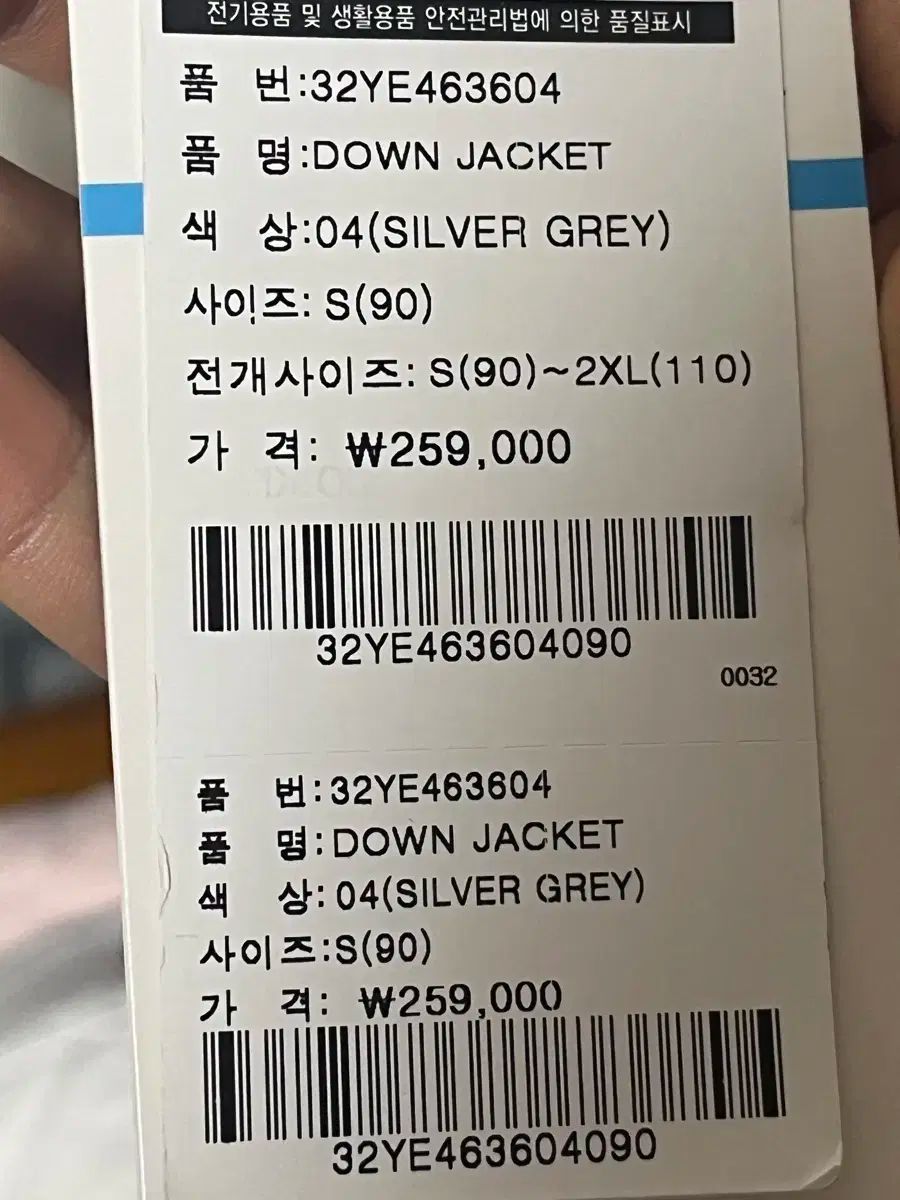 전기용품 및 생활용품 안전관리법에 의한 품질표시
품 번:32YE463604
품 명:DOWN JACKET
색 상:04(SILVER GREY)
사이즈: S(90)
전개사이즈: S(90)~2XL(110)
가 격: ₩259,000
32YE463604090
0032
품 번:32YE463604
품 명:DOWN JACKET
색 상:04(SILVER GREY)
사이즈:S(90)
가 격: ₩259,000
32YE463604090